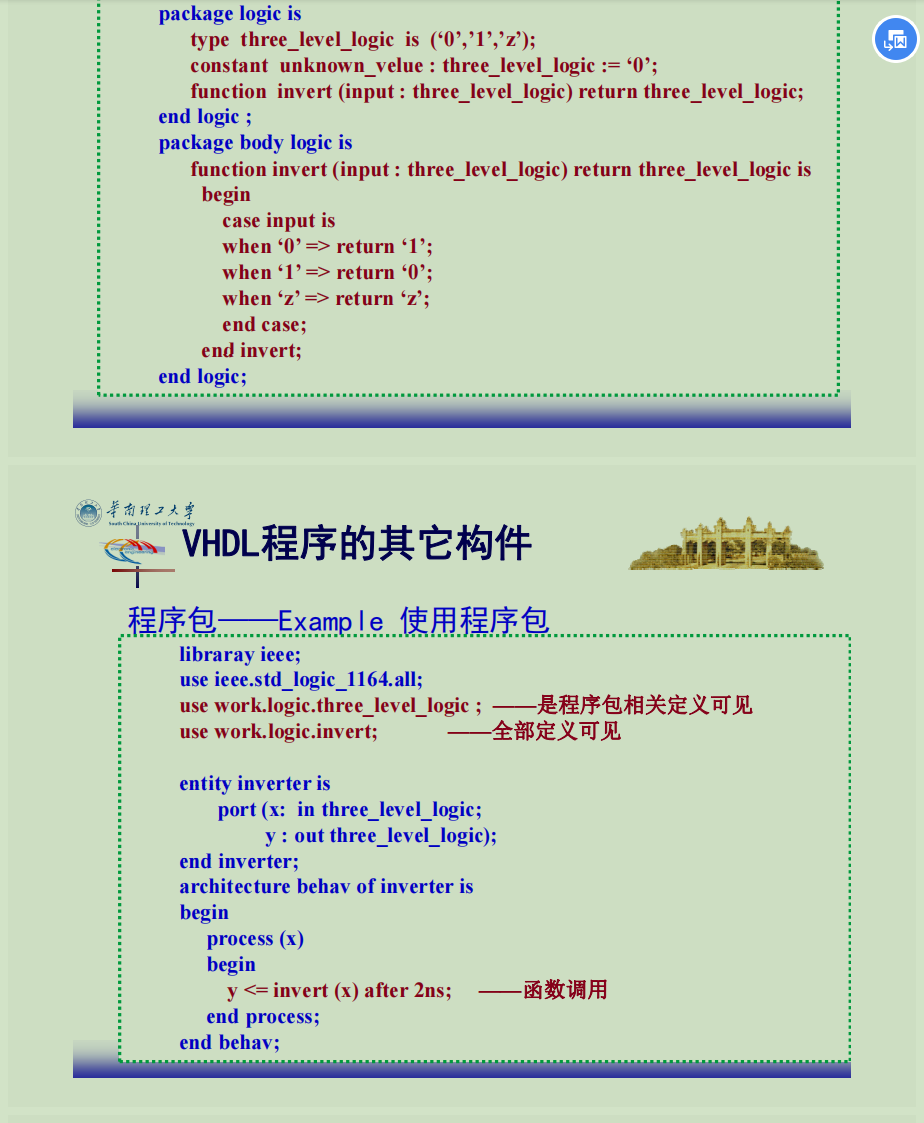 package logic is
type three_level_logic is (‘0’,’1’,’z’);
constant unknown_velue : three_level_logic := ‘0’;
function invert (input : three_level_logic) return three_level_logic;
end logic ;
package body logic is
function invert (input : three_level_logic) return three_level_logic is
begin
case input is
when ‘0’ => return ‘1’;
when ‘1’ => return ‘0’;
when ‘z’ => return ‘z’;
end case;
end invert;
end logic;
华南理工大学
South China University of Technology
VHDL程序的其它构件
程序包——Example 使用程序包
libraray ieee;
use ieee.std_logic_1164.all;
use work.logic.three_level_logic ; ——是程序包相关定义可见
use work.logic.invert; ——全部定义可见
entity inverter is
port (x: in three_level_logic;
y : out three_level_logic);
end inverter;
architecture behav of inverter is
begin
process (x)
begin
y <= invert (x) after 2ns; ——函数调用
end process;
end behav;